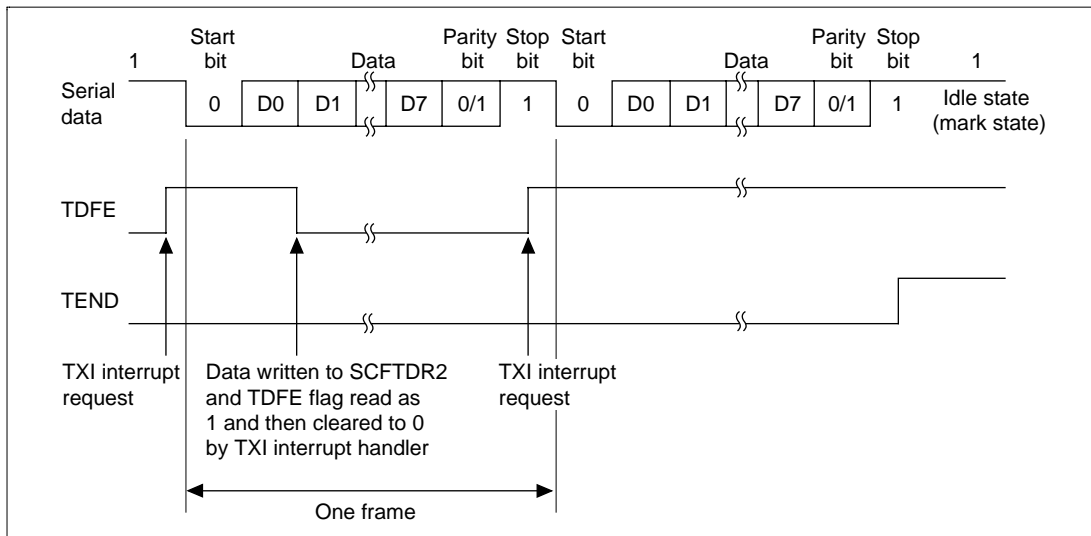 Start bit
Parity bit
Stop bit
Start bit
Parity bit
Stop bit
1
Data
Data
1
Serial data
0
D0
D1
D7
0/1
1
0
D0
D1
D7
0/1
1
Idle state
(mark state)
TDFE
TEND
TXI interrupt
request
Data written to SCFTDR2
and TDFE flag read as
1 and then cleared to 0
by TXI interrupt handler
TXI interrupt
request
One frame